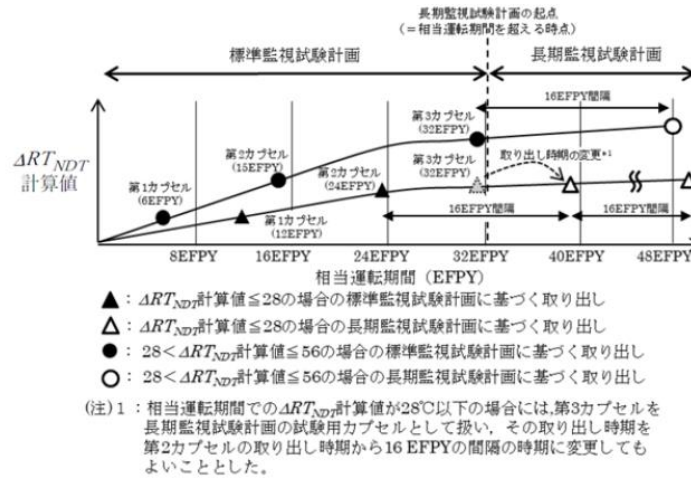 長期監視試験計画の起点
(＝相当運転期間を超える時点)
標準監視試験計画
長期監視試験計画
16EFPY間隔
第3カプセル
(32EFPY)
第2カプセル
(15EFPY)
第1カプセル
(6EFPY)
ΔRT_NDT
計算値
第2カプセル
(24EFPY)
第3カプセル
(32EFPY)
取り出し時期の変更*1
第1カプセル
(12EFPY)
16EFPY間隔
16EFPY間隔
8EFPY 16EFPY 24EFPY 32EFPY 40EFPY 48EFPY
相当運転期間(EFPY)
▲：ΔRT_NDT計算値≦28の場合の標準監視試験計画に基づく取り出し
△：ΔRT_NDT計算値≦28の場合の長期監視試験計画に基づく取り出し
●：28＜ΔRT_NDT計算値≦56の場合の標準監視試験計画に基づく取り出し
○：28＜ΔRT_NDT計算値≦56の場合の長期監視試験計画に基づく取り出し
(注)1：相当運転期間でのΔRT_NDT計算値が28℃以下の場合には,第3カプセルを
長期監視試験計画の試験用カプセルとして扱い，その取り出し時期を
第2カプセルの取り出し時期から16 EFPYの間隔の時期に変更しても
よいこととした。